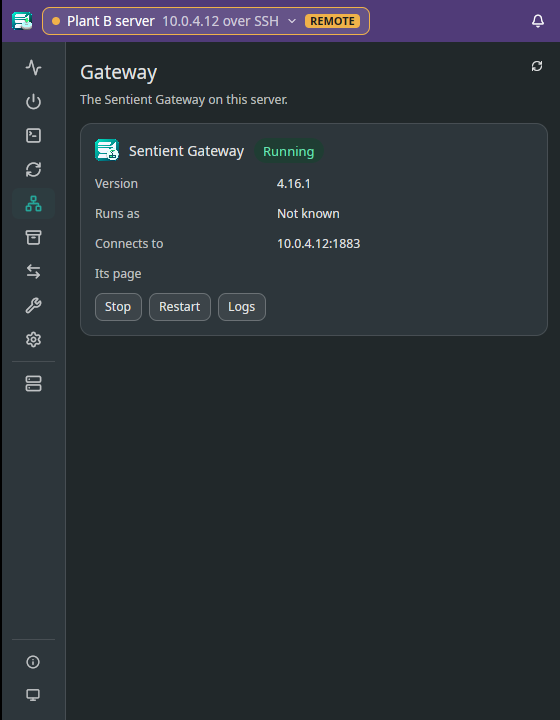 Plant B server 10.0.4.12 over SSH REMOTE
Gateway
The Sentient Gateway on this server.
Sentient Gateway Running
Version 4.16.1
Runs as Not known
Connects to 10.0.4.12:1883
Its page
Stop Restart Logs